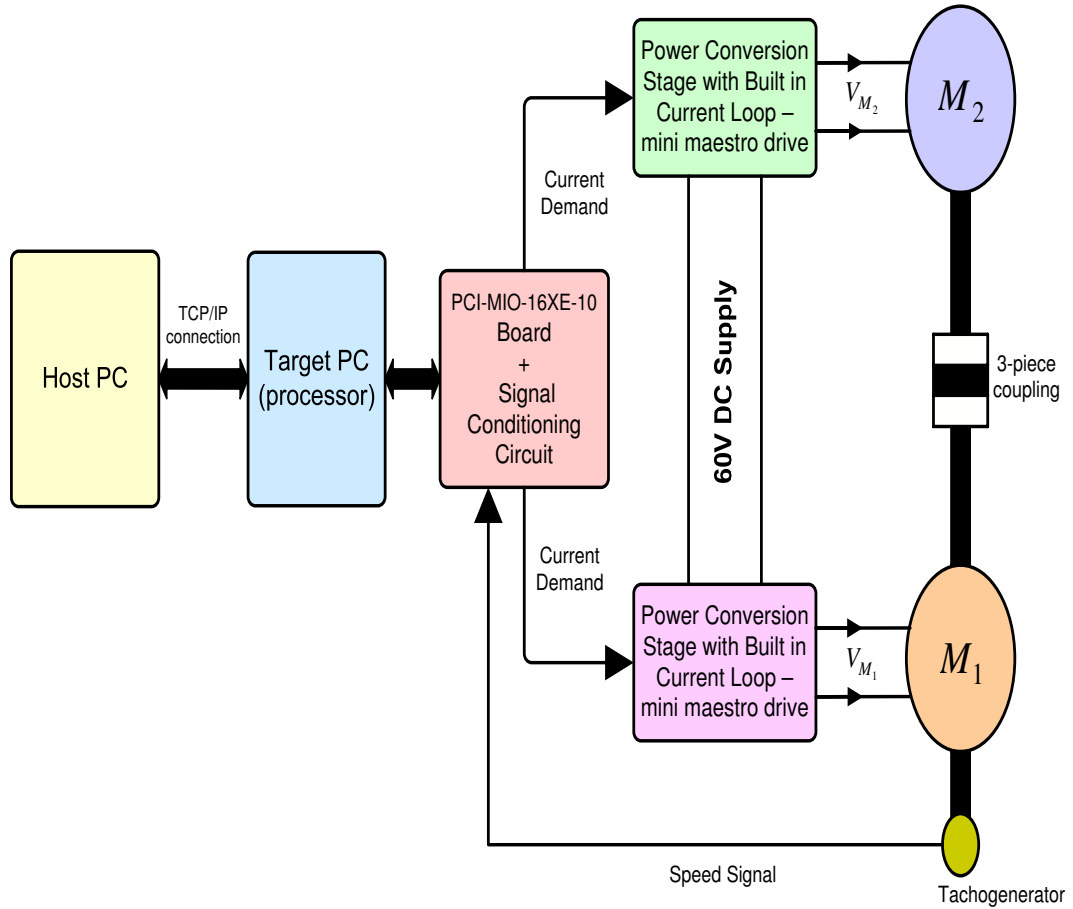 Power Conversion
Stage with Built in
Current Loop –
mini maestro drive
V_{M_2}
M_2
Current
Demand
Host PC
TCP/IP
connection
Target PC
(processor)
PCI-MIO-16XE-10
Board
+
Signal
Conditioning
Circuit
60V DC Supply
3-piece
coupling
Current
Demand
Power Conversion
Stage with Built in
Current Loop –
mini maestro drive
V_{M_1}
M_1
Speed Signal
Tachogenerator